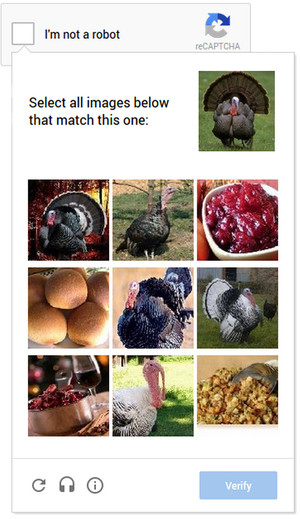 I'm not a robot
reCAPTCHA
Select all images below
that match this one:
Verify